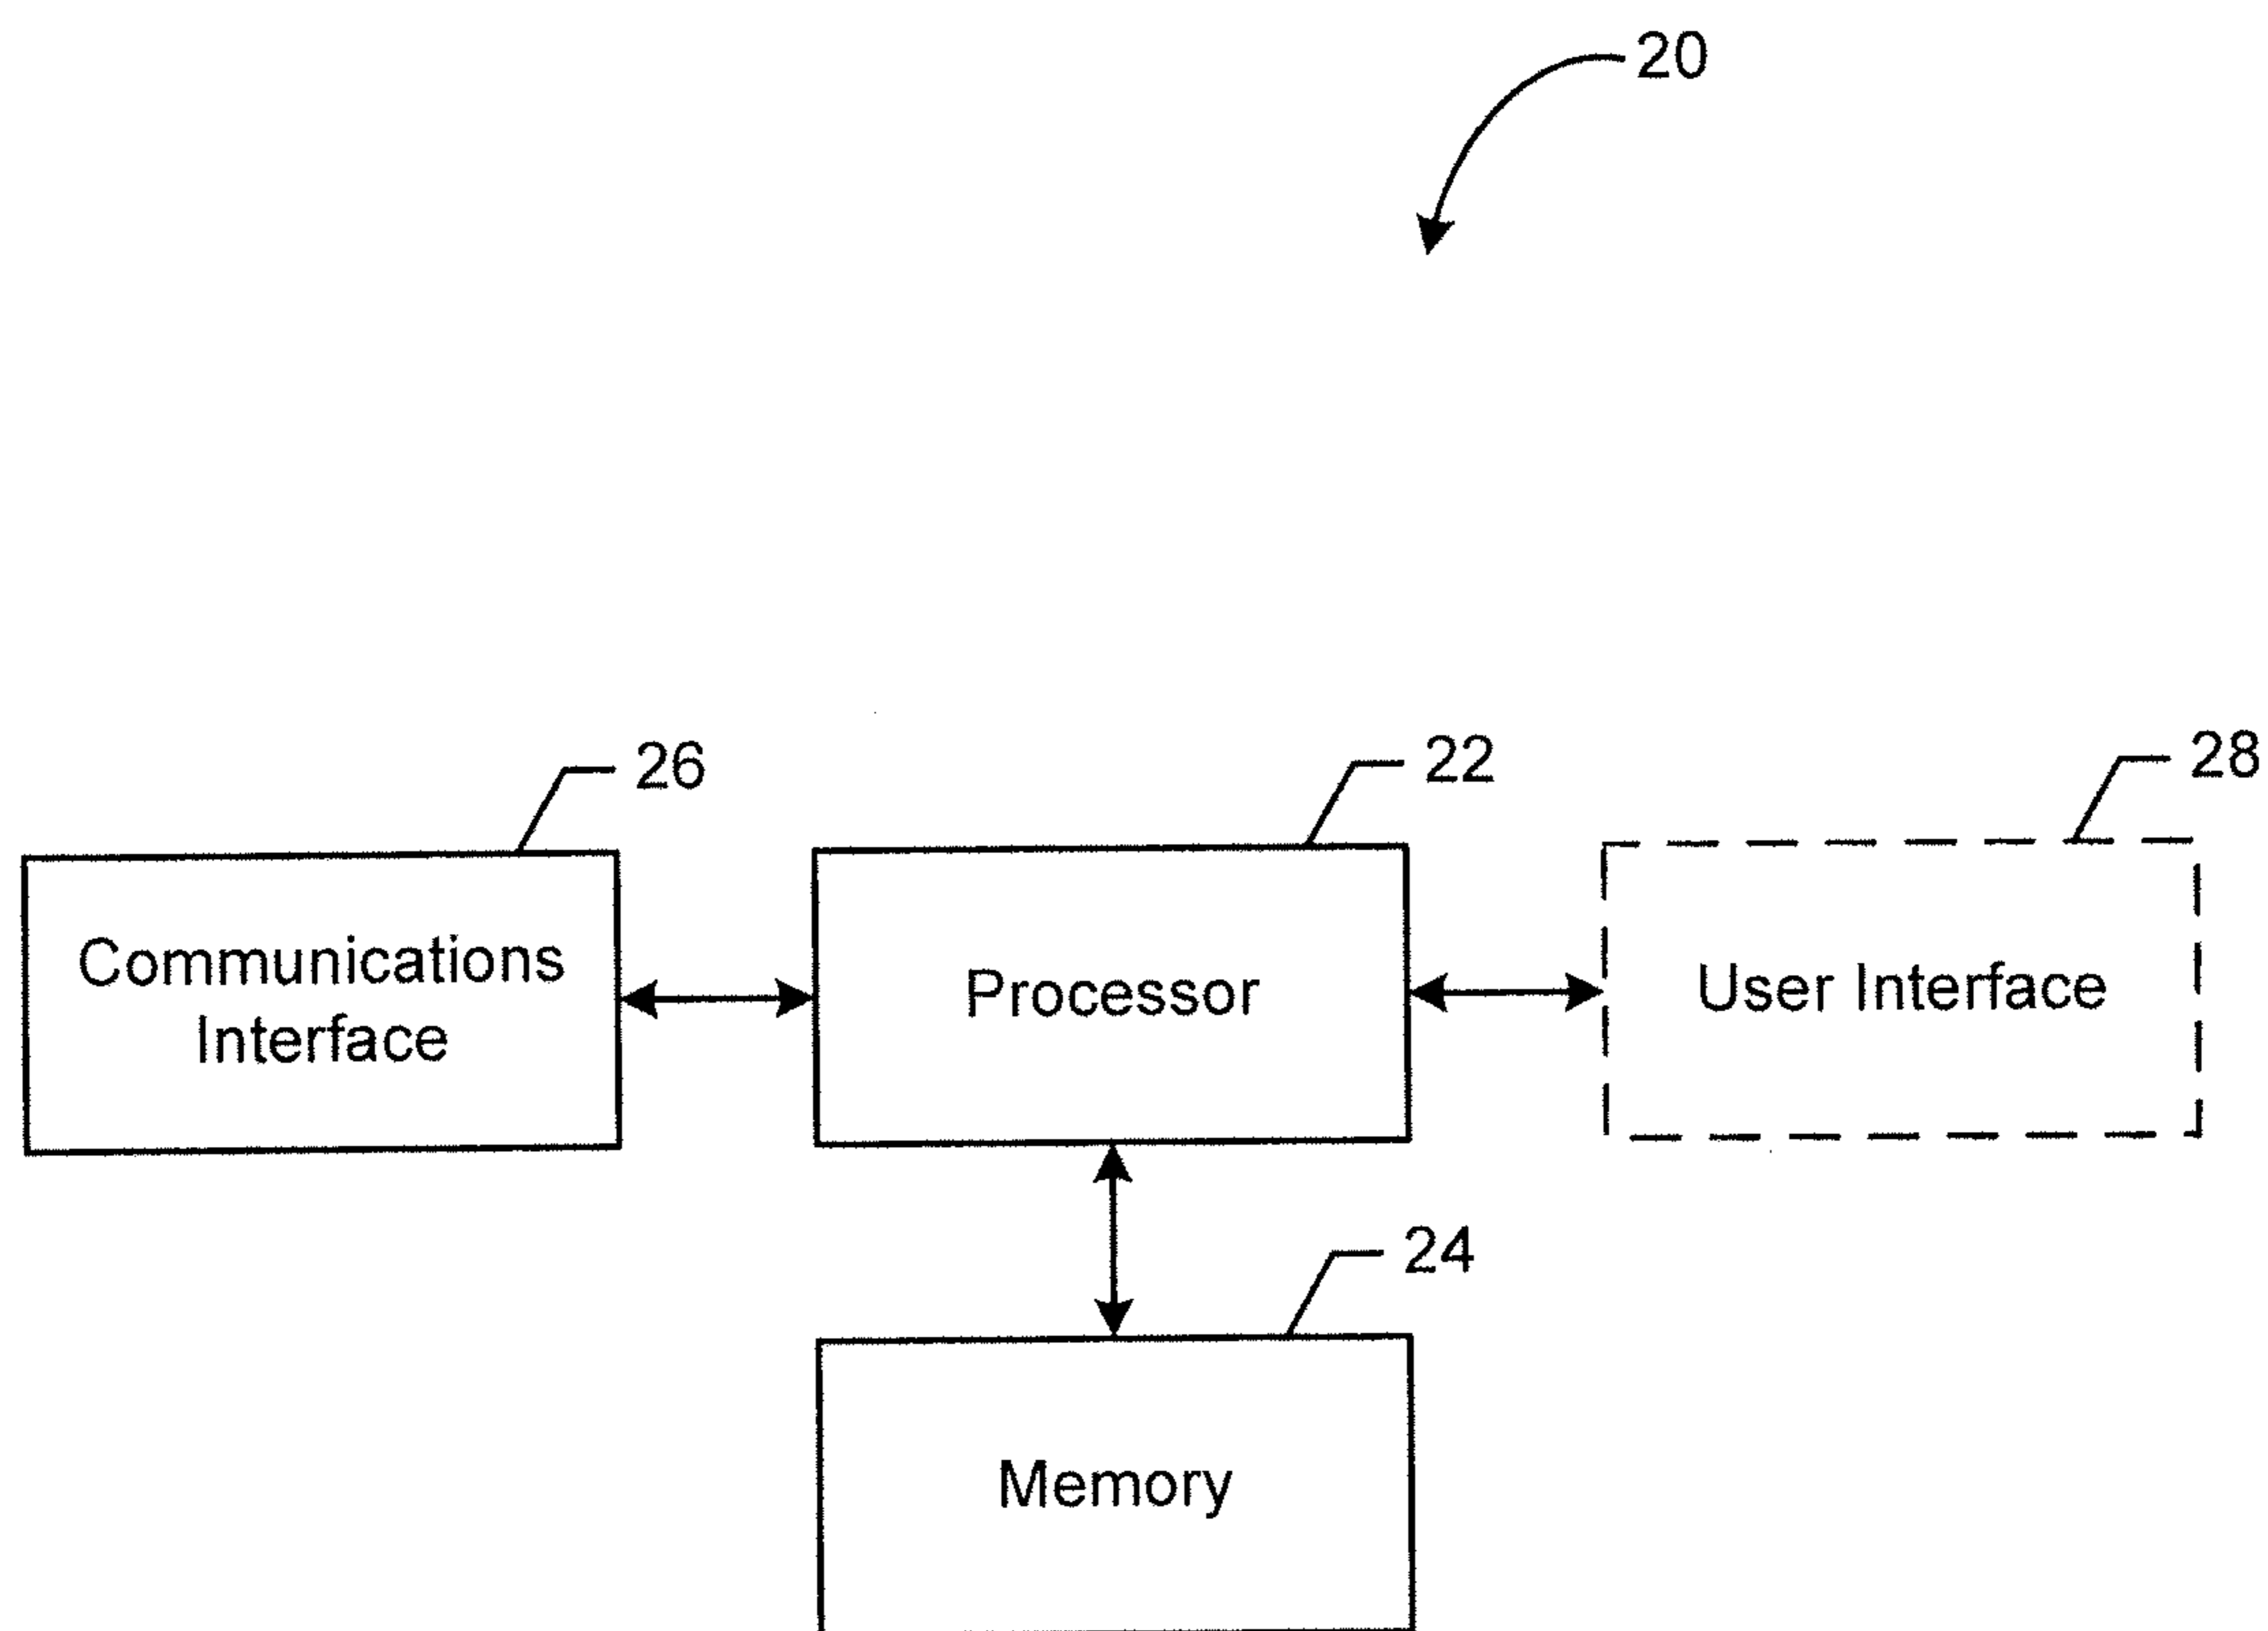 20
26
22
28
Communications
Interface
Processor
User Interface
24
Memory